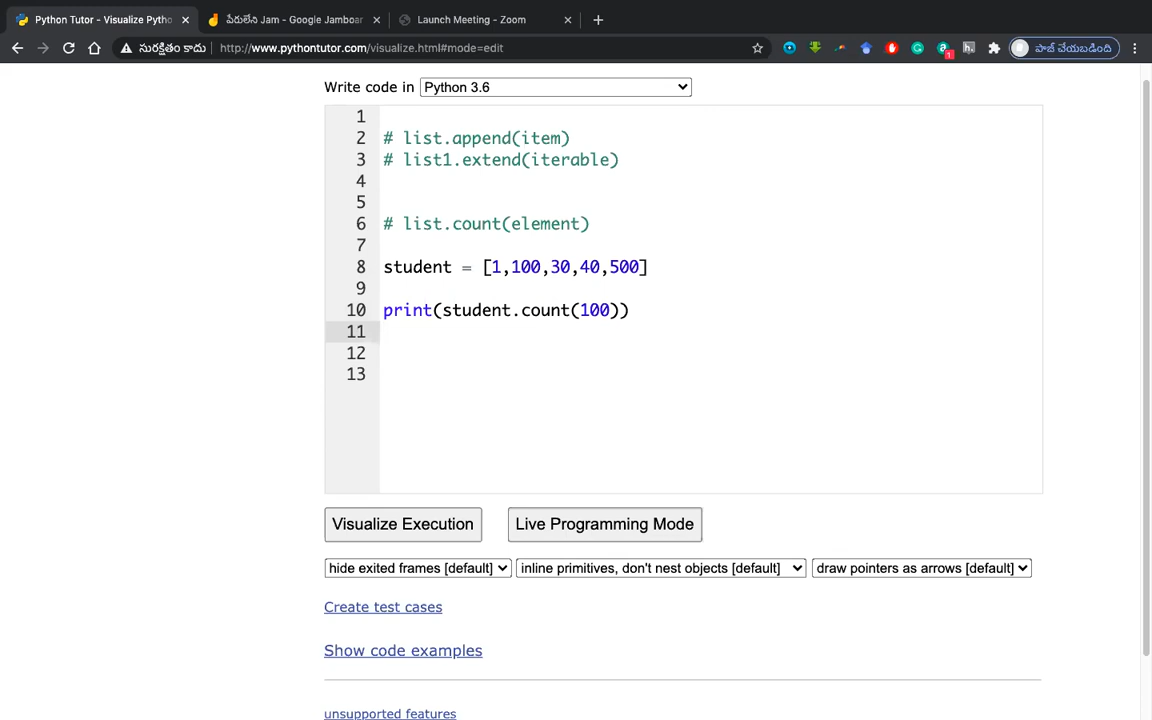 Python Tutor - Visualize Pytho
పేరులేని Jam - Google Jamboar
Launch Meeting - Zoom
సురక్షితం కాదు
http://www.pythontutor.com/visualize.html#mode=edit
1
h.
పాజ్ చేయబడింది
Write code in Python 3.6
1
2 # list.append(item)
3 # list1.extend(iterable)
4
5
6 # list.count(element)
7
8 student = [1,100,30,40,500]
9
10 print(student.count(100))
11
12
13
Visualize Execution Live Programming Mode
hide exited frames [default] inline primitives, don't nest objects [default] draw pointers as arrows [default]
Create test cases
Show code examples
unsupported features